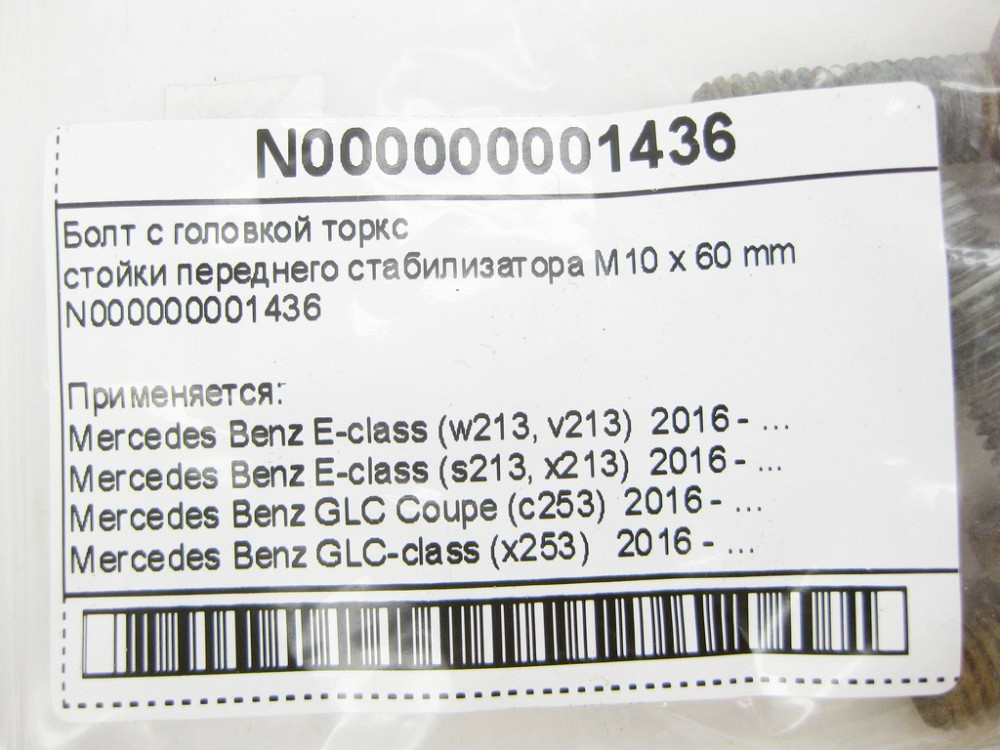 N000000001436
Болт с головкой торкс
стойки переднего стабилизатора М10 х 60 mm
N000000001436
Применяется:
Mercedes Benz E-class (w213, v213) 2016 - ...
Mercedes Benz E-class (s213, x213) 2016 - ...
Mercedes Benz GLC Coupe (c253) 2016 - ...
Mercedes Benz GLC-class (x253) 2016 - ...